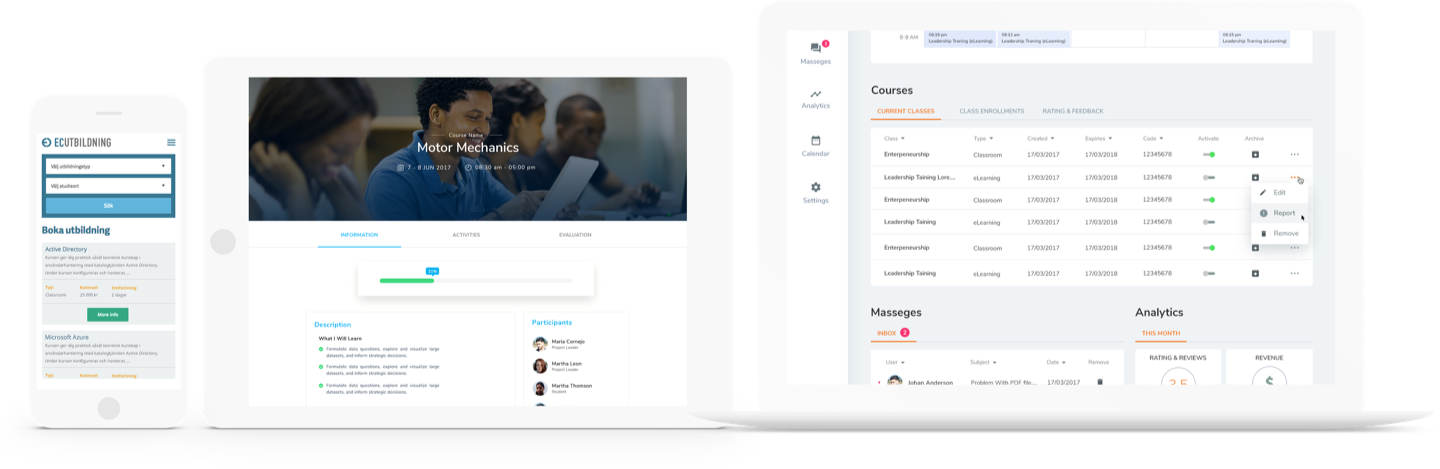 ECUTBILDNING
Välj utbildningstyp
Välj studieort
Sök
Boka utbildning
Active Directory
Kursen ger dig praktisk såväl teoretisk kunskap i
användarhantering med katalogtjänsten Active Directory.
Under kursen konfigureras och hanteras ...
Typ: Kostnad: Omfattning:
Classroom 25 000 kr 2 dagar
More info
Microsoft Azure
Kursen ger dig praktisk såväl teoretisk kunskap i
användarhantering med katalogtjänsten Active Directory.
Under kursen konfigureras och hanteras ...
Typ: Kostnad: Omfattning:
Course Name
Motor Mechanics
7 - 8 JUN 2017 08:30 am - 05:00 pm
INFORMATION ACTIVITIES EVALUATION
Description
What I Will Learn
Formulate data questions, explore and visualize large
datasets, and inform strategic decisions.
Formulate data questions, explore and visualize large
datasets, and inform strategic decisions.
Formulate data questions, explore and visualize large
datasets, and inform strategic decisions.
Participants
Maria Cornejo
Project Leader
Martha Leon
Project Leader
Martha Thomson
Student
Masseges
2
Analytics
Calendar
Settings
8-9 AM
Leadership Traning (eLearning)
Leadership Traning (eLearning)
Leadership Traning (eLearning)
Courses
CURRENT CLASSES CLASS ENROLLMENTS RATING & FEEDBACK
Class Type Created Expires Code Activate Archive
Enterpeneurship Classroom 17/03/2017 17/03/2018 12345678
Leadership Taining Lore... eLearning 17/03/2017 17/03/2018 12345678
Enterpeneurship Classroom 17/03/2017 17/03/2018 12345678
Leadership Taining eLearning 17/03/2017 17/03/2018 12345678
Enterpeneurship Classroom 17/03/2017 17/03/2018 12345678
Leadership Taining eLearning 17/03/2017 17/03/2018 12345678
Edit
Report
Remove
Masseges
INBOX 2
User Subject Date Remove
Johan Anderson Problem With PDF file... 17/03/2017
Analytics
THIS MONTH
RATING & REVIEWS
3.5
REVENUE
$